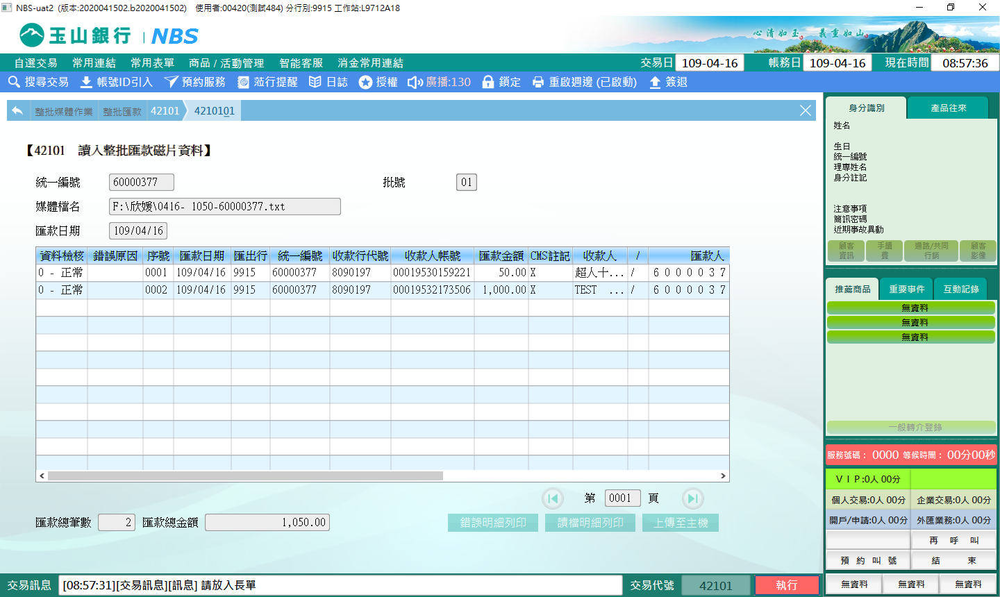 NBS-uat2 (版本:2020041502.b2020041502) 使用者:00420(測試484) 分行別:9915 工作站:L9712A18
玉山銀行 | NBS
心清如玉。 義重如山。
自選交易 常用連結 常用表單 商品 / 活動管理 智能客服 消金常用連結 交易日 109-04-16 帳務日 109-04-16 現在時間 08:57:36
搜尋交易 帳號ID引入 預約服務 蒞行提醒 日誌 授權 廣播:130 鎖定 重啟週邊 (已啟動) 簽退
整批媒體作業 整批匯款 42101 4210101
【42101 讀入整批匯款磁片資料】
統一編號 60000377 批號 01
媒體檔名 F:\欣媛\0416- 1050-60000377.txt
匯款日期 109/04/16
資料檢核 錯誤原因 序號 匯款日期 匯出行 統一編號 收款行代號 收款人帳號 匯款金額 CMS註記 收款人 / 匯款人
0 - 正常 0001 109/04/16 9915 60000377 8090197 00019530159221 50.00 X 超人十... / 6 0 0 0 0 3 7
0 - 正常 0002 109/04/16 9915 60000377 8090197 00019532173506 1,000.00 X TEST ... / 6 0 0 0 0 3 7
第 0001 頁
匯款總筆數 2 匯款總金額 1,050.00 錯誤明細列印 讀檔明細列印 上傳至主機
交易訊息 [08:57:31][交易訊息][訊息] 請放入長單 交易代號 42101 執行
身分識別 產品往來
姓名
生日
統一編號
理專姓名
身分註記
注意事項
簡訊密碼
近期事故異動
顧客資訊 手續費 通路/共同行銷 顧客影像
推薦商品 重要事件 互動記錄
無資料
無資料
無資料
一般轉介登錄
服務號碼： 0000 等候時間： 00分00秒
ＶＩＰ:0人 00分
個人交易:0人 00分 企業交易:0人 00分
開戶/申請:0人 00分 外匯業務:0人 00分
再 呼 叫
預 約 叫 號 結 束
無資料 無資料 無資料